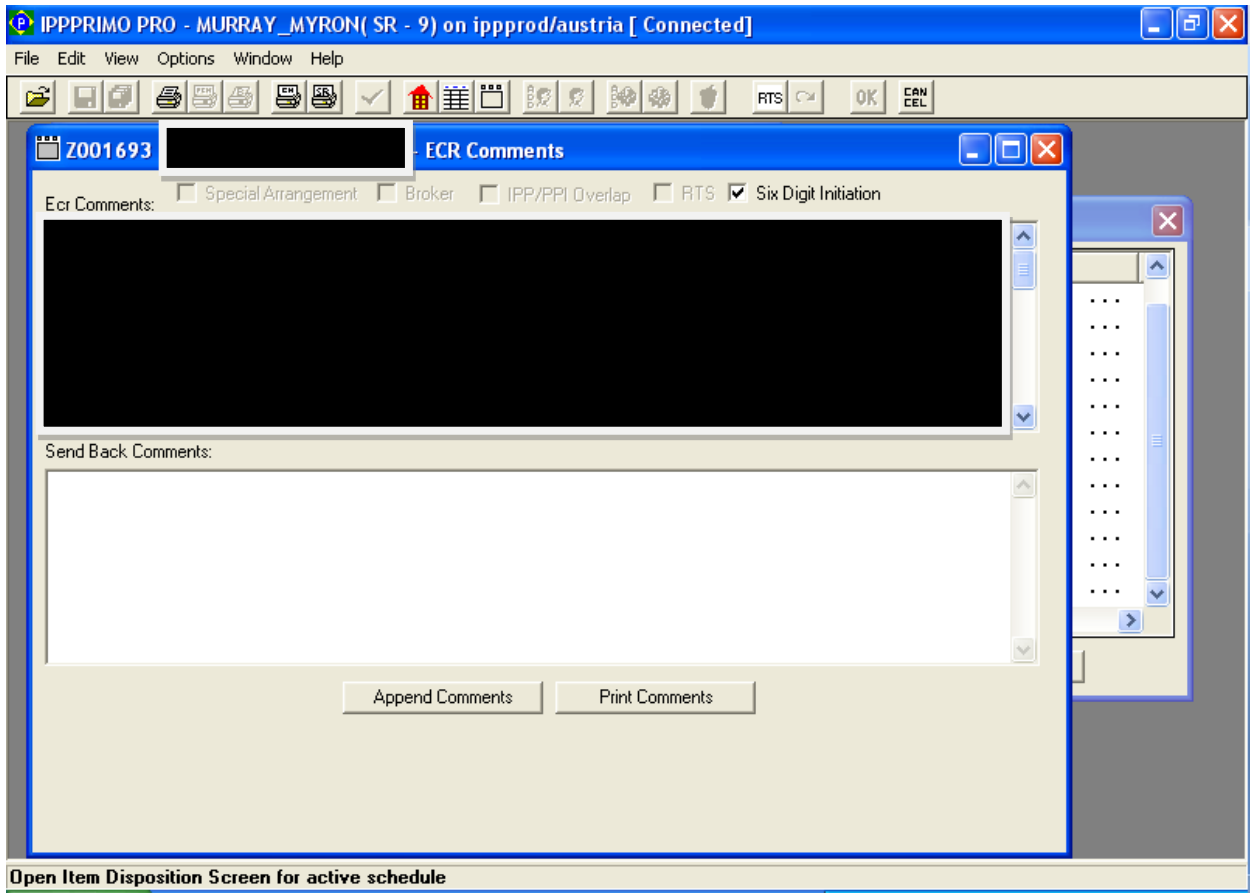 IPPPRIMO PRO - MURRAY_MYRON( SR - 9) on ippprod/austria [ Connected]
File Edit View Options Window Help
RTS OK CAN CEL
Z001693 - ECR Comments
Special Arrangement Broker IPP/PPI Overlap RTS Six Digit Initiation
Ecr Comments:
Send Back Comments:
Append Comments Print Comments
Open Item Disposition Screen for active schedule